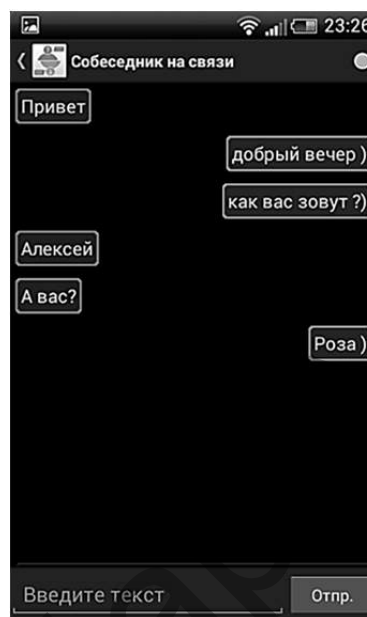 23:26
Собеседник на связи
Привет
добрый вечер )
как вас зовут ?)
Алексей
А вас?
Роза )
Введите текст
Отпр.